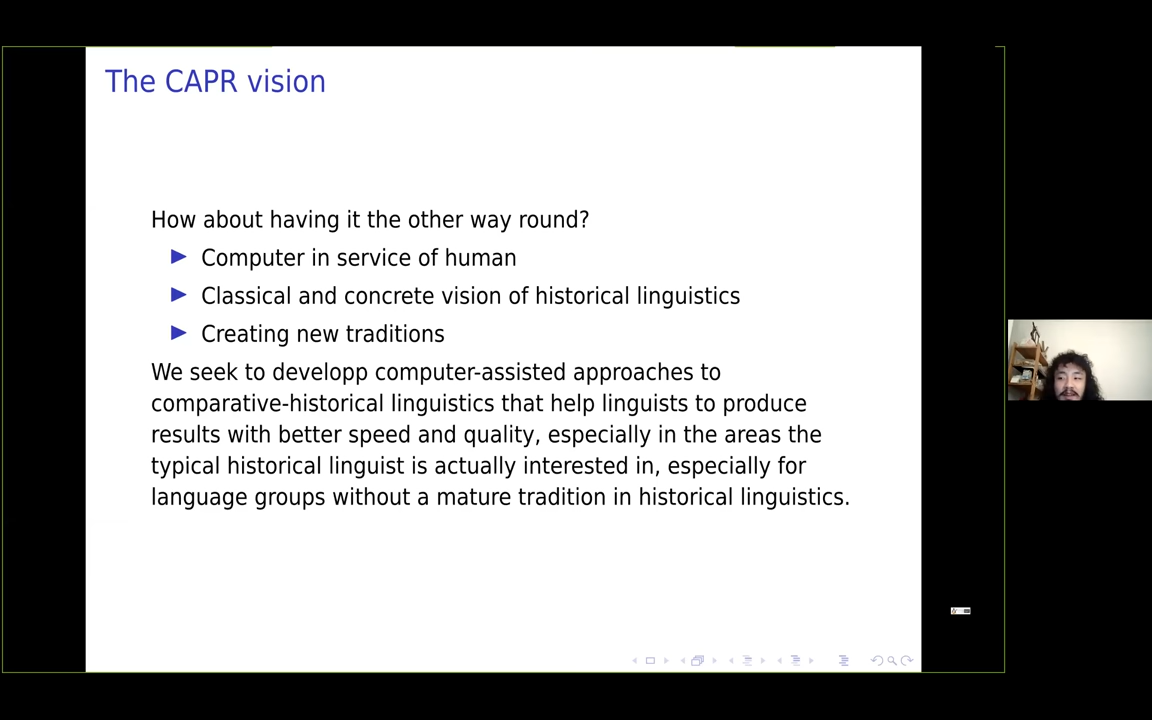 The CAPR vision
How about having it the other way round?
Computer in service of human
Classical and concrete vision of historical linguistics
Creating new traditions
We seek to developp computer-assisted approaches to
comparative-historical linguistics that help linguists to produce
results with better speed and quality, especially in the areas the
typical historical linguist is actually interested in, especially for
language groups without a mature tradition in historical linguistics.